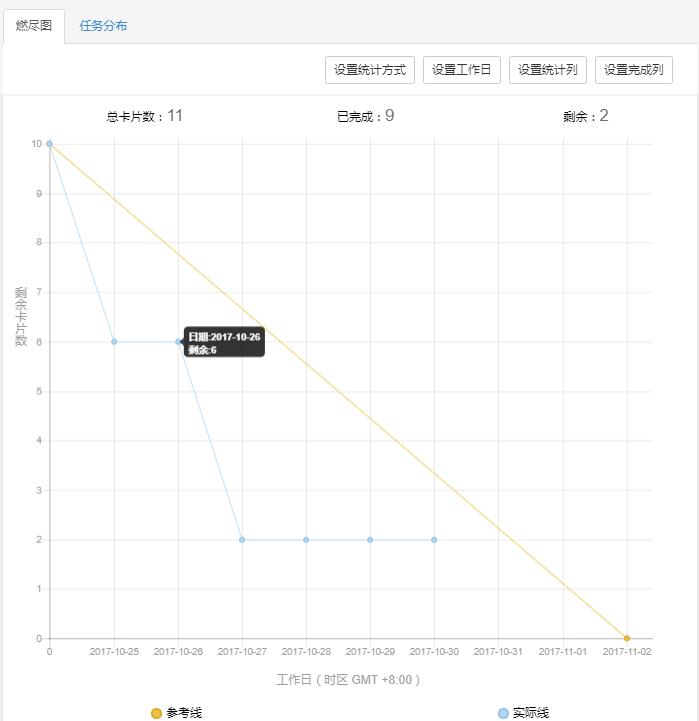 燃尽图 任务分布
设置统计方式 设置工作日 设置统计列 设置完成列
总卡片数：11 已完成：9 剩余：2
10
9
8
7
剩余卡片数
6
日期:2017-10-26
剩余:6
5
4
3
2
1
0
0 2017-10-25 2017-10-26 2017-10-27 2017-10-28 2017-10-29 2017-10-30 2017-10-31 2017-11-01 2017-11-02
工作日（时区 GMT +8:00）
参考线 实际线